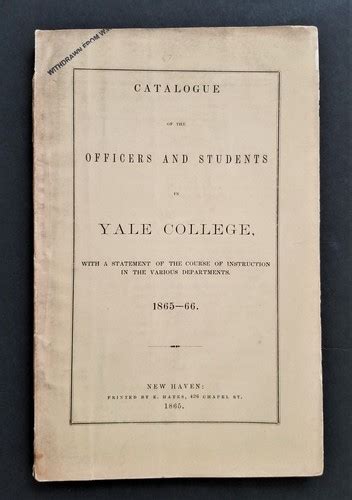 WITHDRAWN FROM
CATALOGUE
OF THE
OFFICERS AND STUDENTS
IN
YALE COLLEGE,
WITH A STATEMENT OF THE COURSE OF INSTRUCTION
IN THE VARIOUS DEPARTMENTS.
1865—66.
NEW HAVEN:
PRINTED BY E. HAYES, 426 CHAPEL ST.
1865.